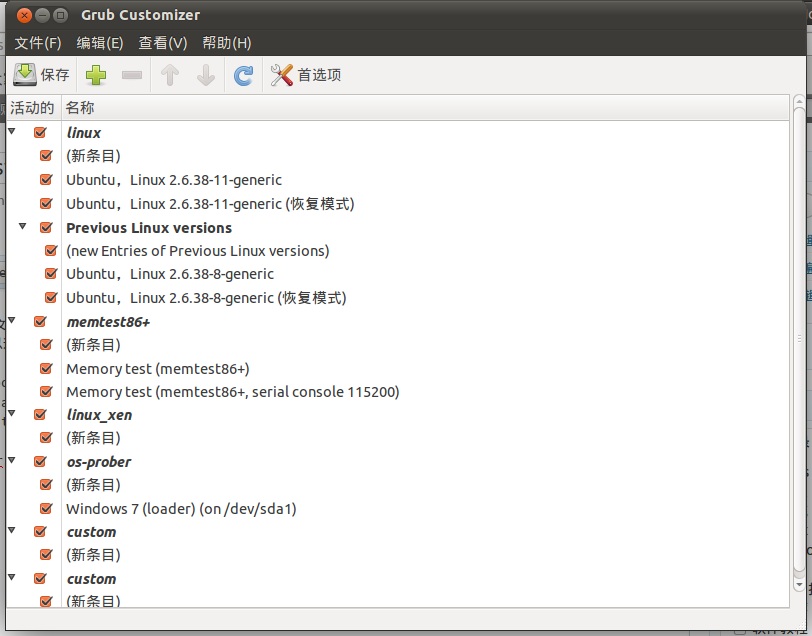 Grub Customizer
文件(F) 编辑(E) 查看(V) 帮助(H)
保存 首选项
活动的 名称
linux
(新条目)
Ubuntu，Linux 2.6.38-11-generic
Ubuntu，Linux 2.6.38-11-generic (恢复模式)
Previous Linux versions
(new Entries of Previous Linux versions)
Ubuntu，Linux 2.6.38-8-generic
Ubuntu，Linux 2.6.38-8-generic (恢复模式)
memtest86+
(新条目)
Memory test (memtest86+)
Memory test (memtest86+, serial console 115200)
linux_xen
(新条目)
os-prober
(新条目)
Windows 7 (loader) (on /dev/sda1)
custom
(新条目)
custom
(新条目)